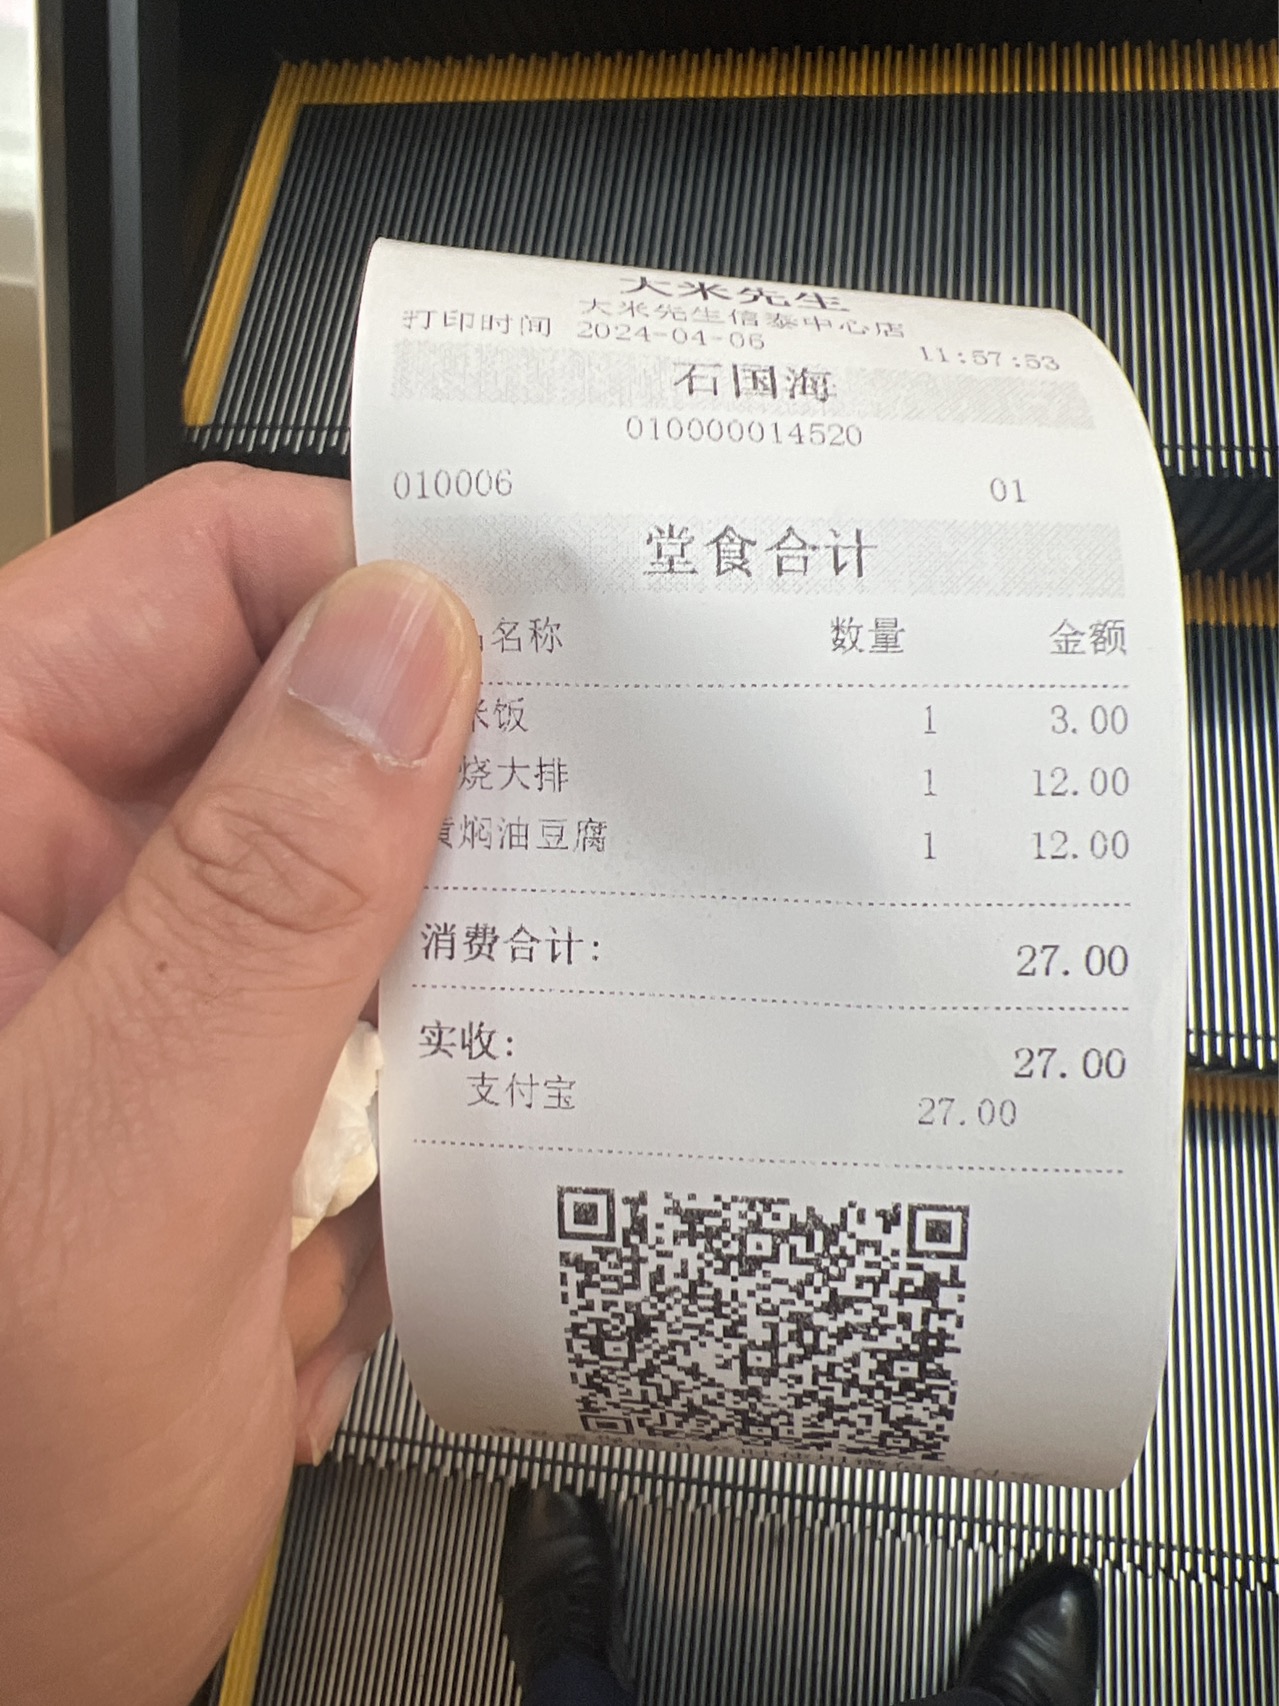 大米先生
大米先生信泰中心店
打印时间 2024-04-06 11:57:53
石国海
010000014520
010006 01
堂食合计
名称 数量 金额
米饭 1 3.00
烧大排 1 12.00
黄焖油豆腐 1 12.00
消费合计: 27.00
实收: 27.00
支付宝 27.00